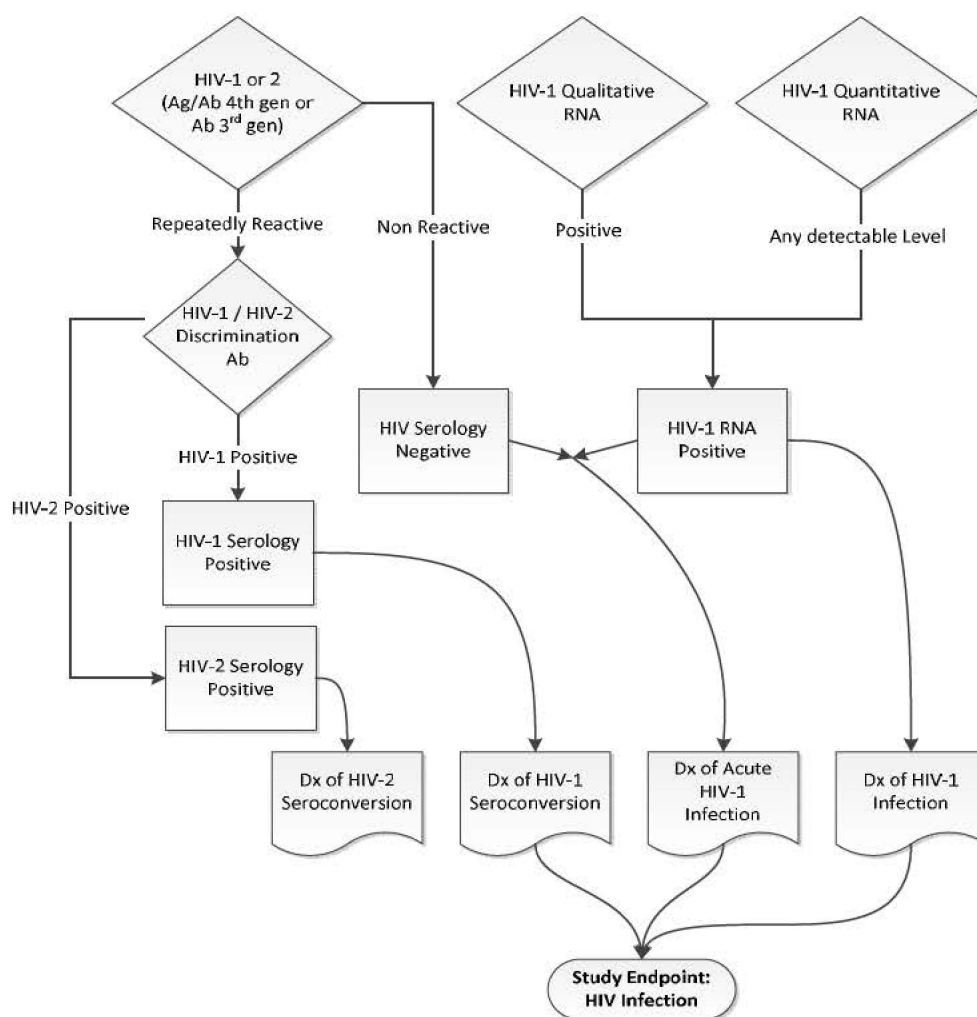 HIV-1 or 2
(Ag/Ab 4th gen or
Ab 3rd gen)
HIV-1 Qualitative
RNA
HIV-1 Quantitative
RNA
Repeatedly Reactive
Non Reactive
Positive
Any detectable Level
HIV-1 / HIV-2
Discrimination
Ab
HIV Serology
Negative
HIV-1 RNA
Positive
HIV-1 Positive
HIV-2 Positive
HIV-1 Serology
Positive
HIV-2 Serology
Positive
Dx of HIV-2
Seroconversion
Dx of HIV-1
Seroconversion
Dx of Acute
HIV-1
Infection
Dx of HIV-1
Infection
Study Endpoint:
HIV Infection